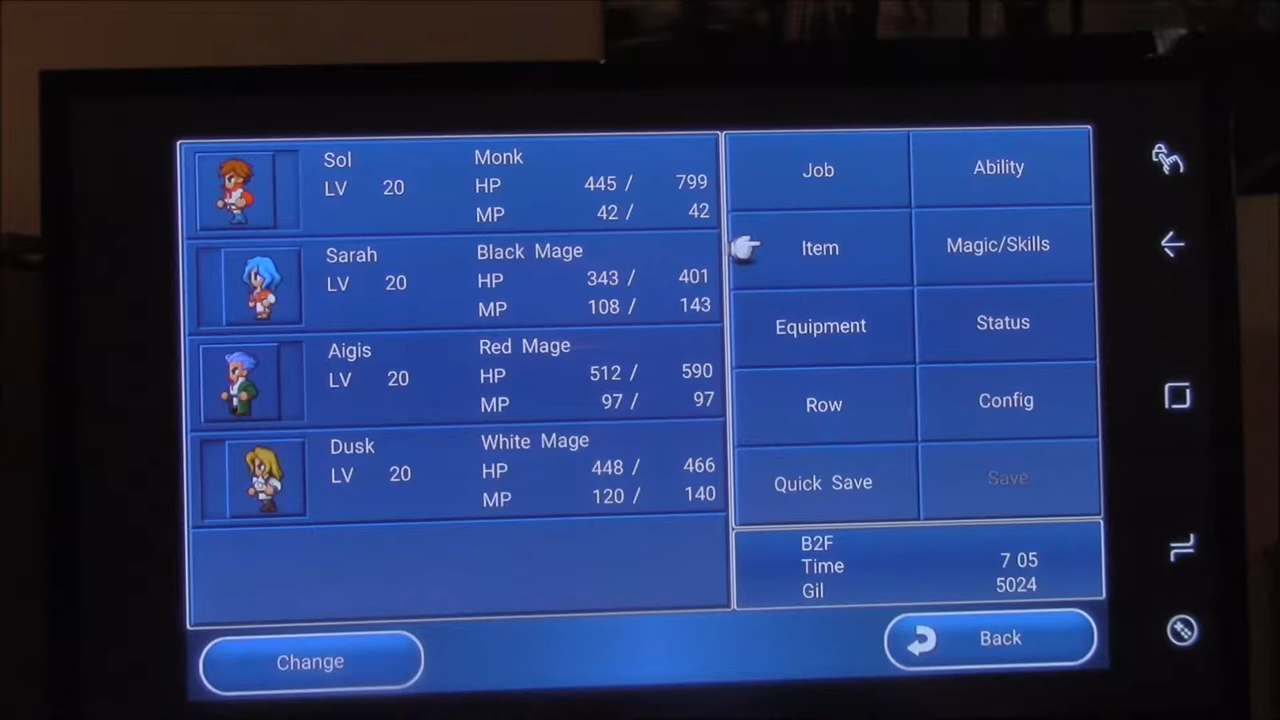 Sol Monk
LV 20 HP 445 / 799
MP 42 / 42
Sarah Black Mage
LV 20 HP 343 / 401
MP 108 / 143
Aigis Red Mage
LV 20 HP 512 / 590
MP 97 / 97
Dusk White Mage
LV 20 HP 448 / 466
MP 120 / 140
Change
Job Ability
Item Magic/Skills
Equipment Status
Row Config
Quick Save Save
B2F
Time 7 05
Gil 5024
Back